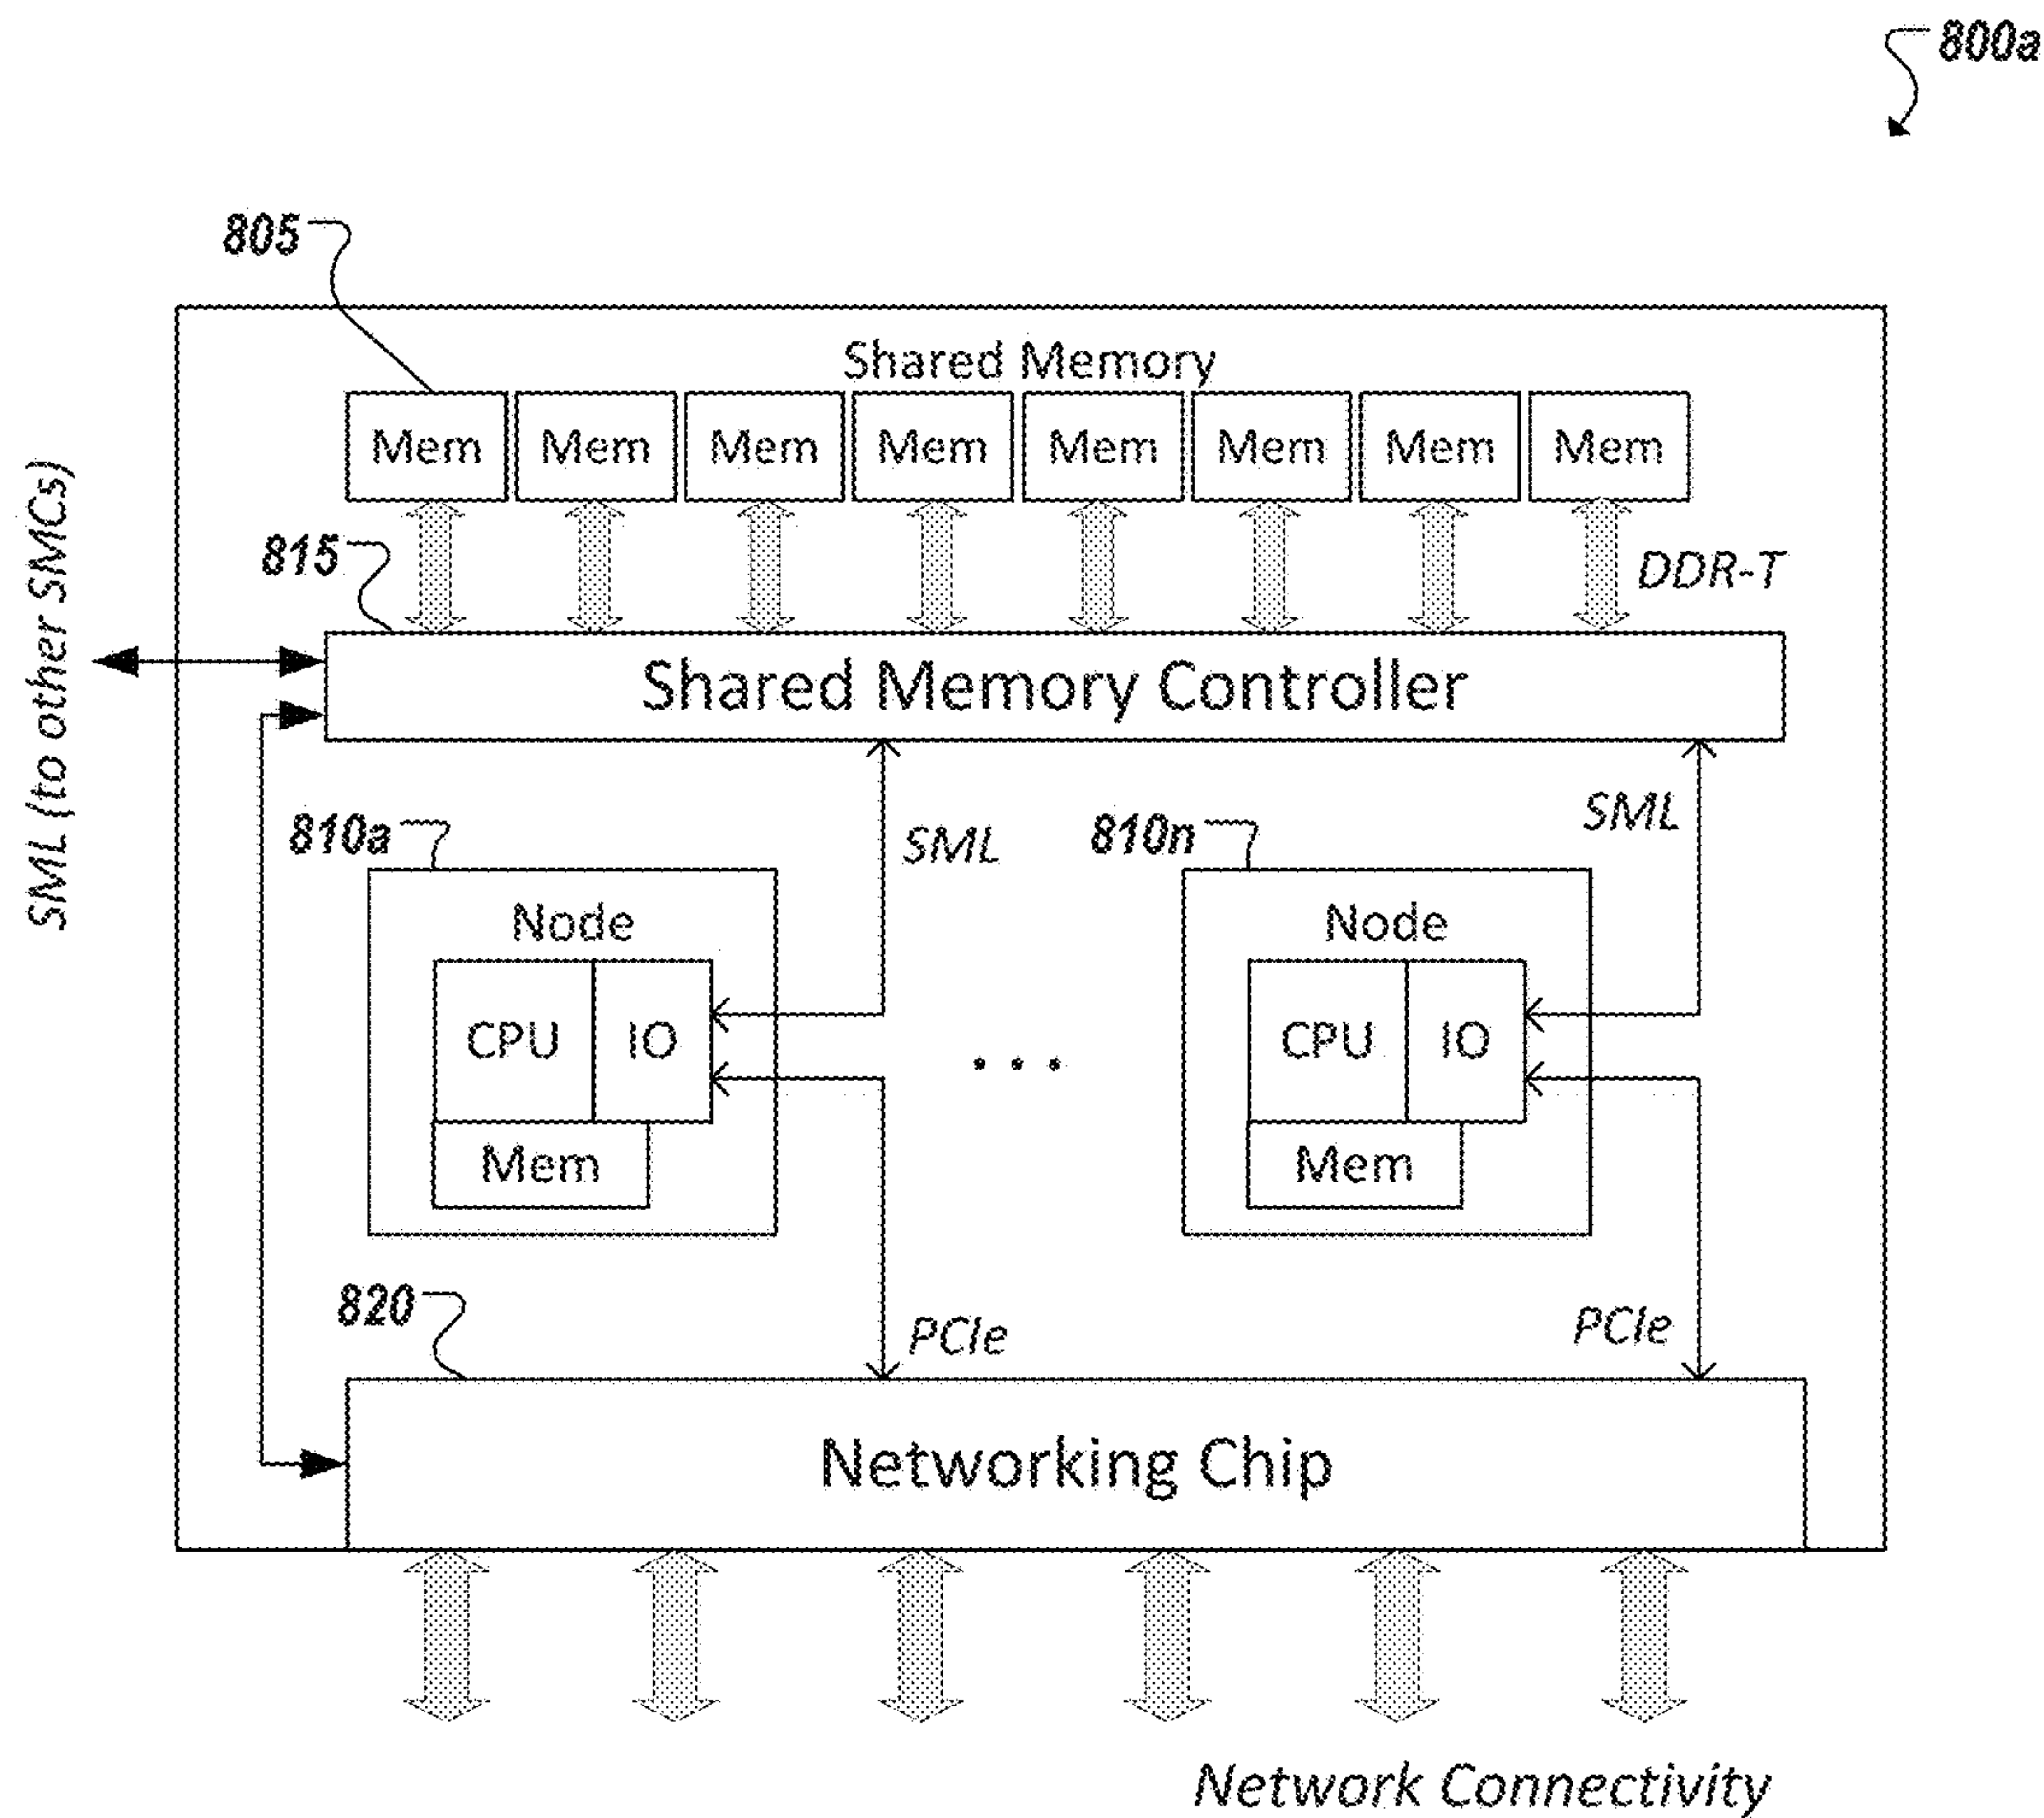 800a
805
Shared Memory
Mem Mem Mem Mem Mem Mem Mem Mem
SML (to other SMCs)
815
DDR-T
Shared Memory Controller
810a
SML
810n
SML
Node
Node
CPU IO
CPU IO
Mem
Mem
. . .
820
PCIe
PCIe
Networking Chip
Network Connectivity